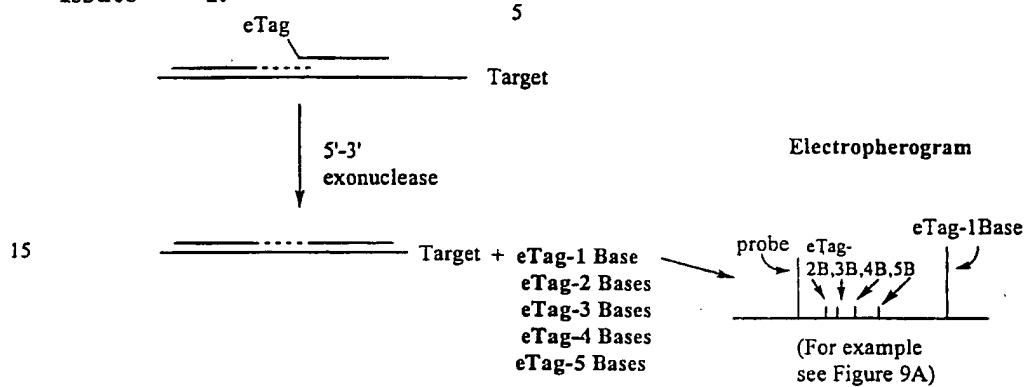 5
eTag
Target
5'-3'
exonuclease
Electropherogram
15
Target + eTag-1 Base
eTag-2 Bases
eTag-3 Bases
eTag-4 Bases
eTag-5 Bases
probe
eTag-
2B,3B,4B,5B
eTag-1Base
(For example
see Figure 9A)